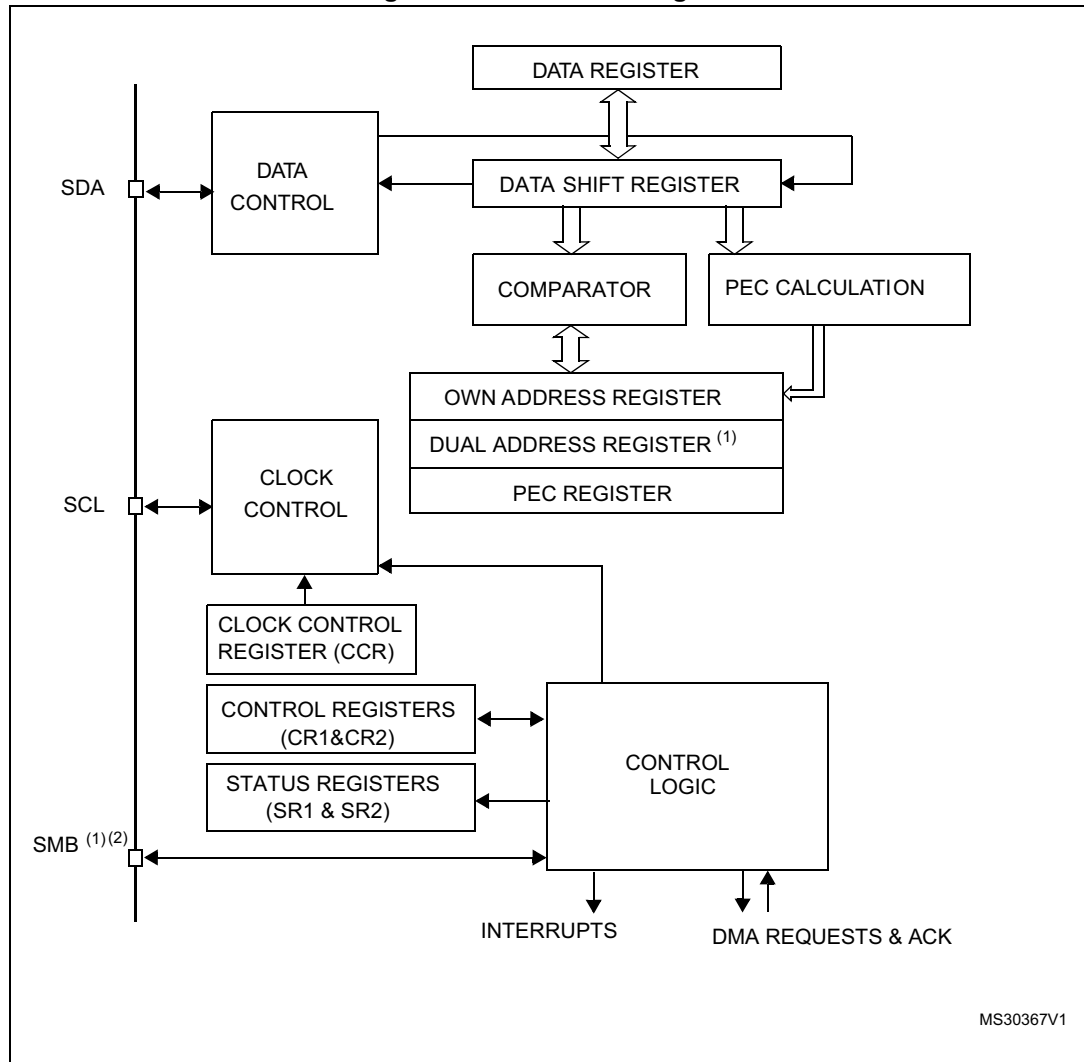 DATA REGISTER
SDA
DATA
CONTROL
DATA SHIFT REGISTER
COMPARATOR
PEC CALCULATION
OWN ADDRESS REGISTER
DUAL ADDRESS REGISTER (1)
PEC REGISTER
SCL
CLOCK
CONTROL
CLOCK CONTROL
REGISTER (CCR)
CONTROL REGISTERS
(CR1&CR2)
STATUS REGISTERS
(SR1 & SR2)
CONTROL
LOGIC
SMB (1)(2)
INTERRUPTS
DMA REQUESTS & ACK
MS30367V1